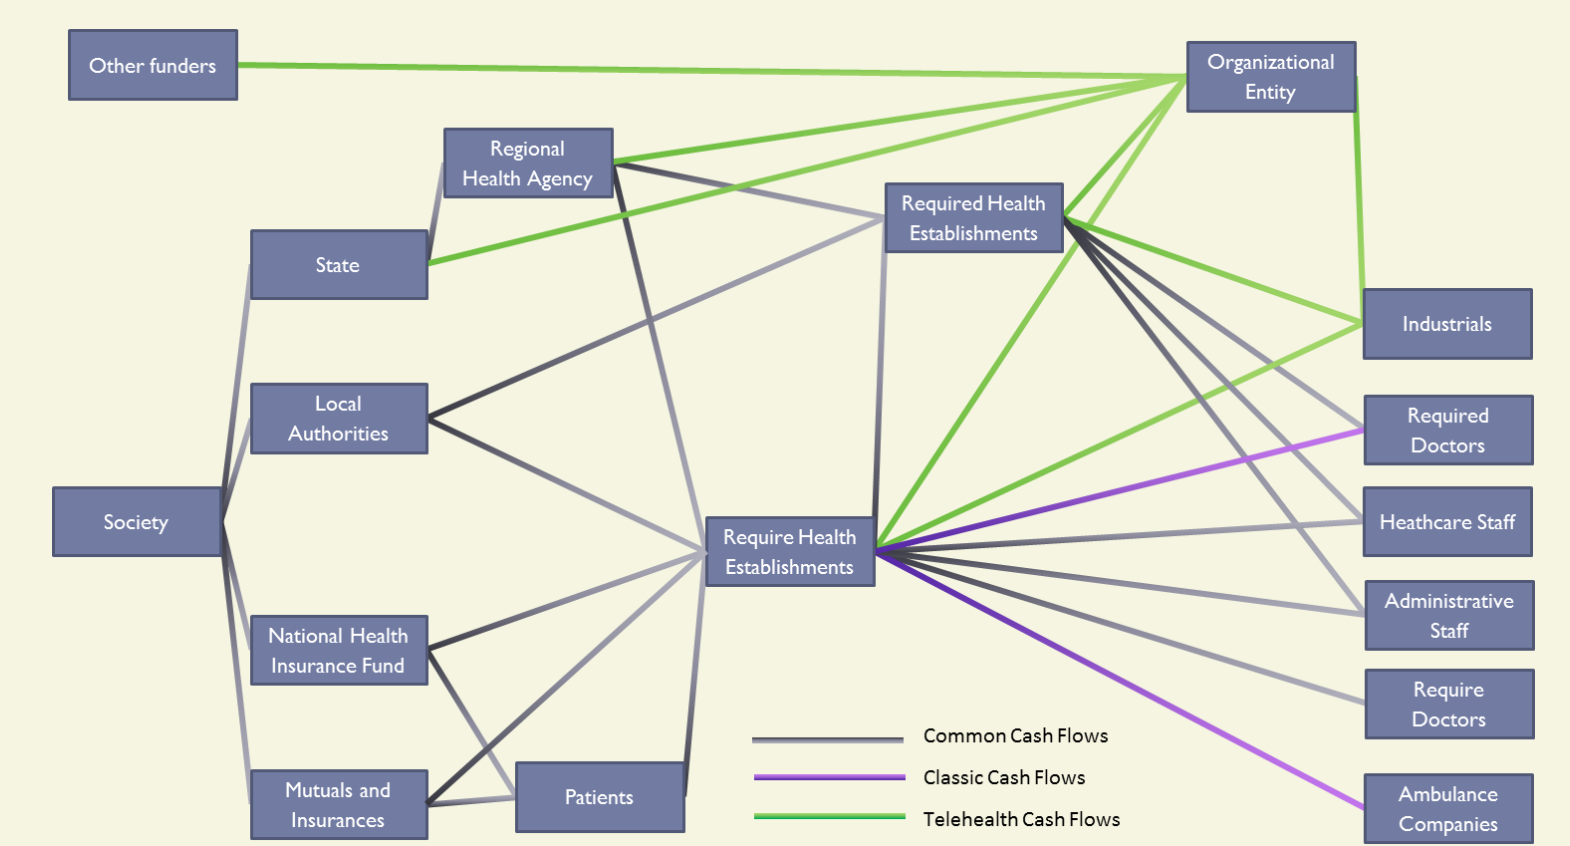 Other funders
Organizational
Entity
Regional
Health Agency
Required Health
Establishments
State
Industrials
Local
Authorities
Required
Doctors
Society
Heathcare Staff
Require Health
Establishments
Administrative
Staff
National Health
Insurance Fund
Require
Doctors
Common Cash Flows
Classic Cash Flows
Telehealth Cash Flows
Mutuals and
Insurances
Patients
Ambulance
Companies